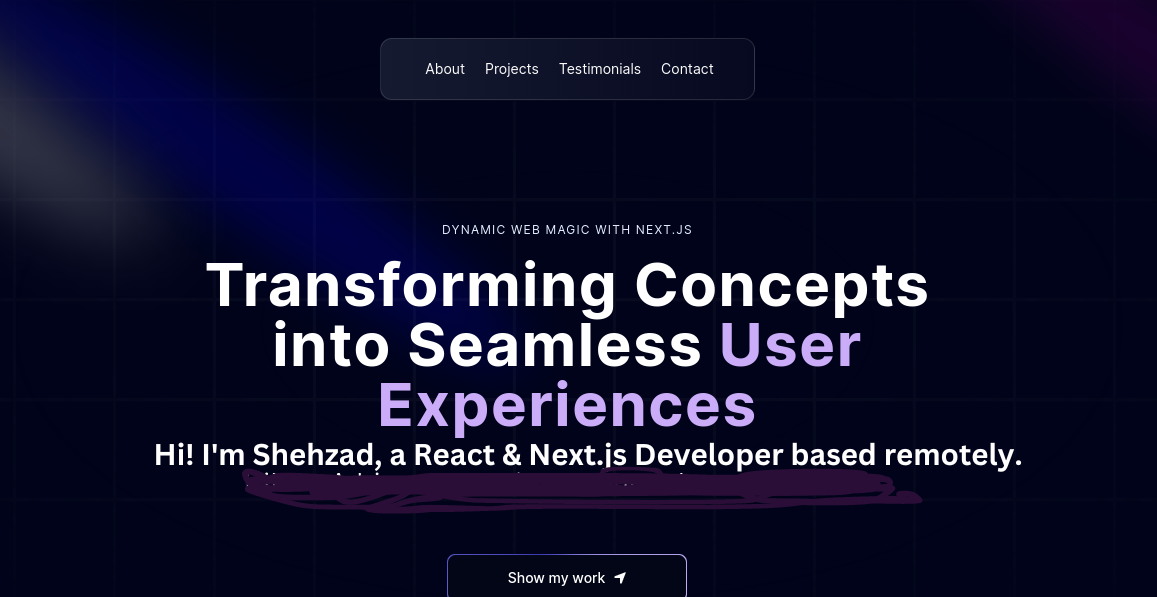 About Projects Testimonials Contact
DYNAMIC WEB MAGIC WITH NEXT.JS
Transforming Concepts
into Seamless User
Experiences
Hi! I'm Shehzad, a React & Next.js Developer based remotely.
Show my work